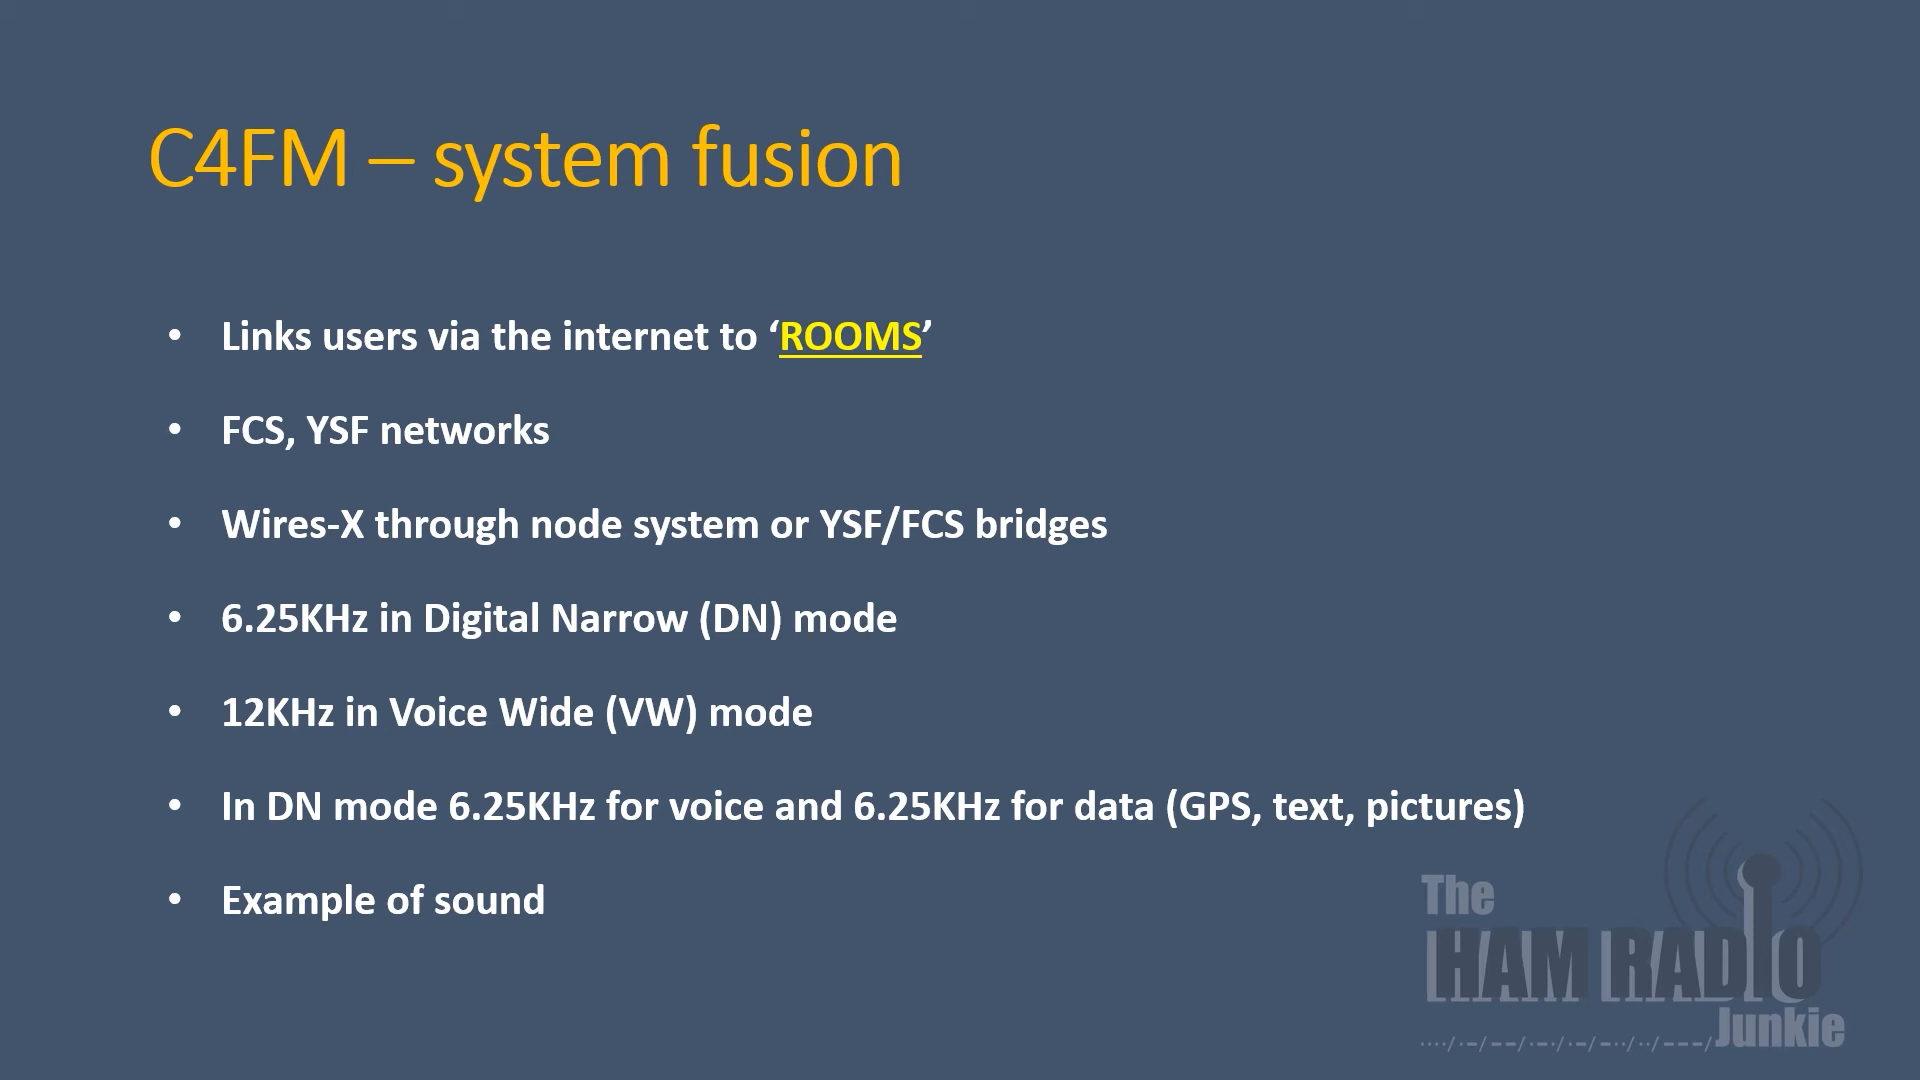 C4FM – system fusion
• Links users via the internet to ‘ROOMS’
• FCS, YSF networks
• Wires-X through node system or YSF/FCS bridges
• 6.25KHz in Digital Narrow (DN) mode
• 12KHz in Voice Wide (VW) mode
• In DN mode 6.25KHz for voice and 6.25KHz for data (GPS, text, pictures)
• Example of sound
The
HAM RADIO
Junkie
····/·−/−−/·−·/·−/−··/··/−−−/